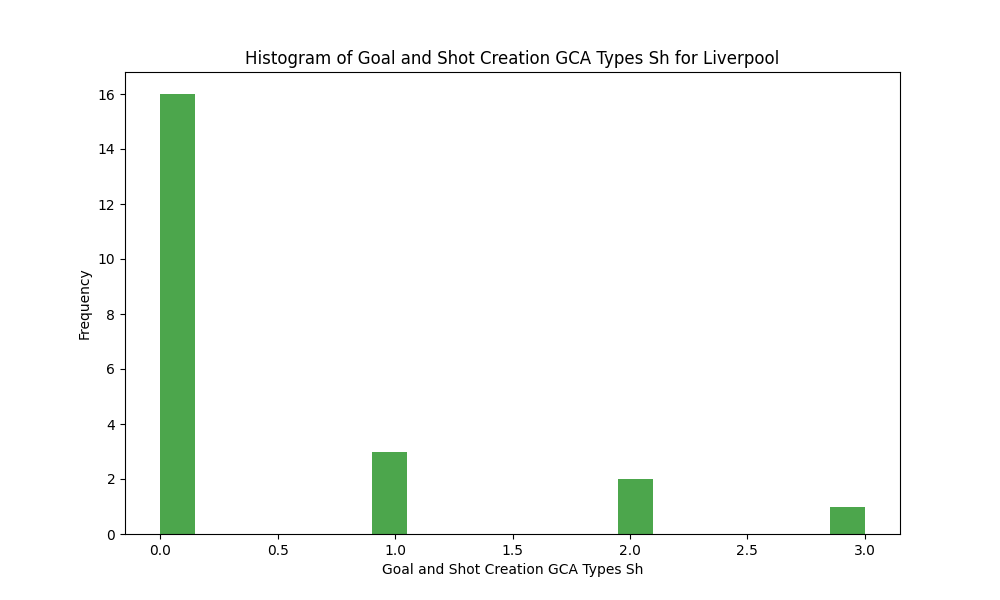 Histogram of Goal and Shot Creation GCA Types Sh for Liverpool
16
14
12
10
8
6
4
2
0
Frequency
0.0 0.5 1.0 1.5 2.0 2.5 3.0
Goal and Shot Creation GCA Types Sh